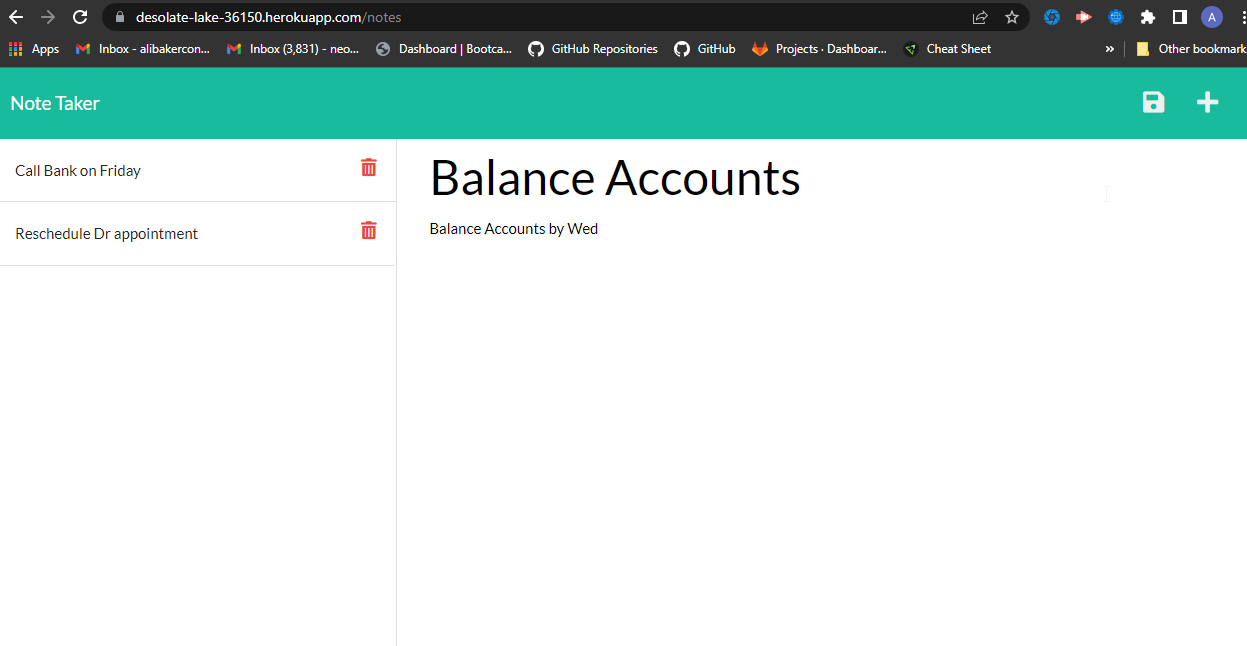 desolate-lake-36150.herokuapp.com/notes
A
Apps Inbox - alibakercon... Inbox (3,831) - neo... Dashboard | Bootca... GitHub Repositories GitHub Projects · Dashboar... Cheat Sheet » Other bookmark
Note Taker
Call Bank on Friday
Reschedule Dr appointment
Balance Accounts
Balance Accounts by Wed